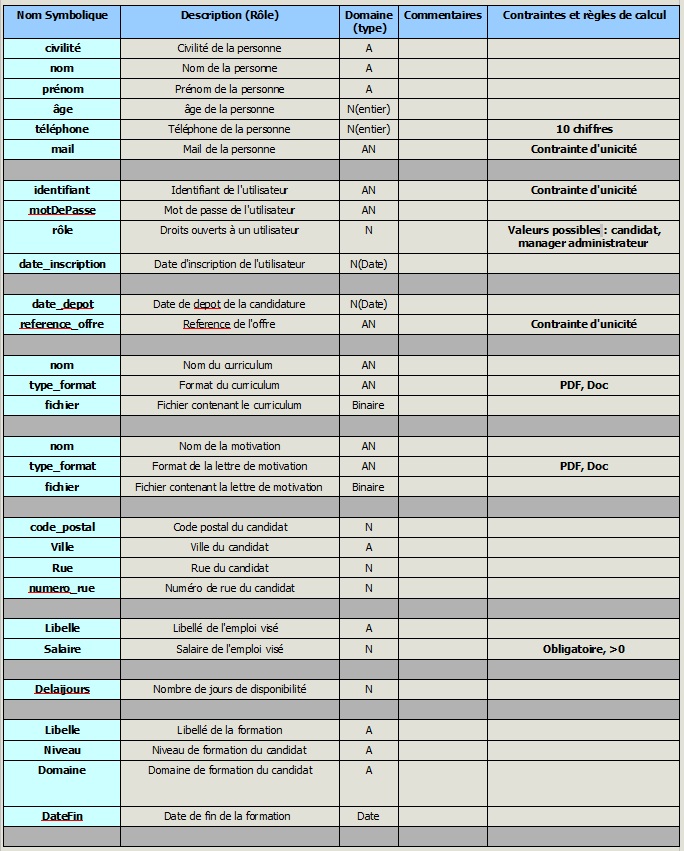 Nom Symbolique Description (Rôle) Domaine (type) Commentaires Contraintes et règles de calcul
civilité Civilité de la personne A
nom Nom de la personne A
prénom Prénom de la personne A
âge âge de la personne N(entier)
téléphone Téléphone de la personne N(entier) 10 chiffres
mail Mail de la personne AN Contrainte d'unicité
identifiant Identifiant de l'utilisateur AN Contrainte d'unicité
motDePasse Mot de passe de l'utilisateur AN
rôle Droits ouverts à un utilisateur N Valeurs possibles : candidat,
manager administrateur
date_inscription Date d'inscription de l'utilisateur N(Date)
date_depot Date de depot de la candidature N(Date)
reference_offre Reference de l'offre AN Contrainte d'unicité
nom Nom du curriculum AN
type_format Format du curriculum AN PDF, Doc
fichier Fichier contenant le curriculum Binaire
nom Nom de la motivation AN
type_format Format de la lettre de motivation AN PDF, Doc
fichier Fichier contenant la lettre de motivation Binaire
code_postal Code postal du candidat N
Ville Ville du candidat A
Rue Rue du candidat N
numero_rue Numéro de rue du candidat N
Libelle Libellé de l'emploi visé A
Salaire Salaire de l'emploi visé N Obligatoire, >0
Delaijours Nombre de jours de disponibilité N
Libelle Libellé de la formation A
Niveau Niveau de formation du candidat A
Domaine Domaine de formation du candidat A
DateFin Date de fin de la formation Date